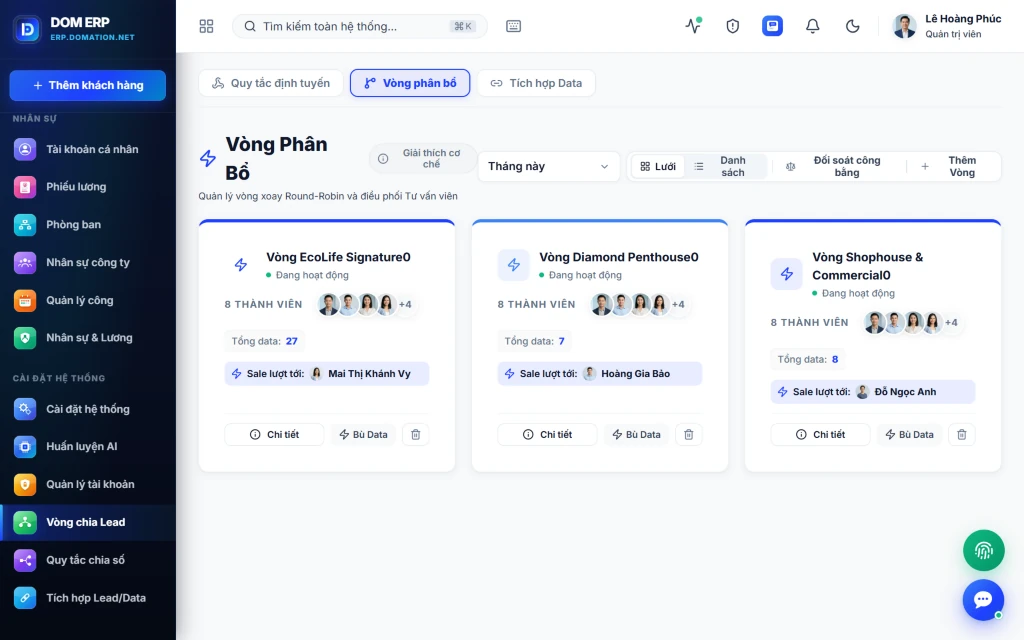 DOM ERP
ERP.DOMATION.NET
Thêm khách hàng
NHÂN SỰ
Tài khoản cá nhân
Phiếu lương
Phòng ban
Nhân sự công ty
Quản lý công
Nhân sự & Lương
CÀI ĐẶT HỆ THỐNG
Cài đặt hệ thống
Huấn luyện AI
Quản lý tài khoản
Vòng chia Lead
Quy tắc chia số
Tích hợp Lead/Data
Tìm kiếm toàn hệ thống...
⌘K
Lê Hoàng Phúc
Quản trị viên
Quy tắc định tuyến
Vòng phân bổ
Tích hợp Data
Vòng Phân
Bổ
Giải thích cơ
chế
Tháng này
Lưới
Danh
sách
Đối soát công
bằng
Thêm
Vòng
Quản lý vòng xoay Round-Robin và điều phối Tư vấn viên
Vòng EcoLife Signature0
Đang hoạt động
8 THÀNH VIÊN
+4
Tổng data: 27
Sale lượt tới: Mai Thị Khánh Vy
Chi tiết
Bù Data
Vòng Diamond Penthouse0
Đang hoạt động
8 THÀNH VIÊN
+4
Tổng data: 7
Sale lượt tới: Hoàng Gia Bảo
Chi tiết
Bù Data
Vòng Shophouse &
Commercial0
Đang hoạt động
8 THÀNH VIÊN
+4
Tổng data: 8
Sale lượt tới: Đỗ Ngọc Anh
Chi tiết
Bù Data